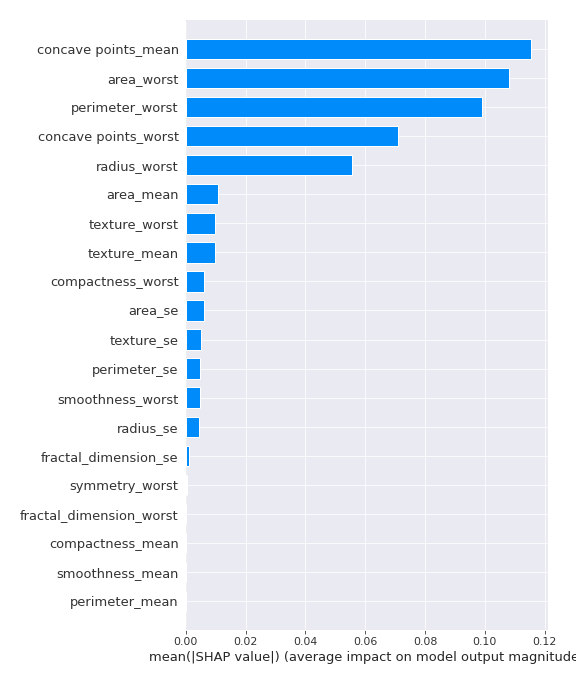 concave points_mean
area_worst
perimeter_worst
concave points_worst
radius_worst
area_mean
texture_worst
texture_mean
compactness_worst
area_se
texture_se
perimeter_se
smoothness_worst
radius_se
fractal_dimension_se
symmetry_worst
fractal_dimension_worst
compactness_mean
smoothness_mean
perimeter_mean
0.00 0.02 0.04 0.06 0.08 0.10 0.12
mean(|SHAP value|) (average impact on model output magnitude